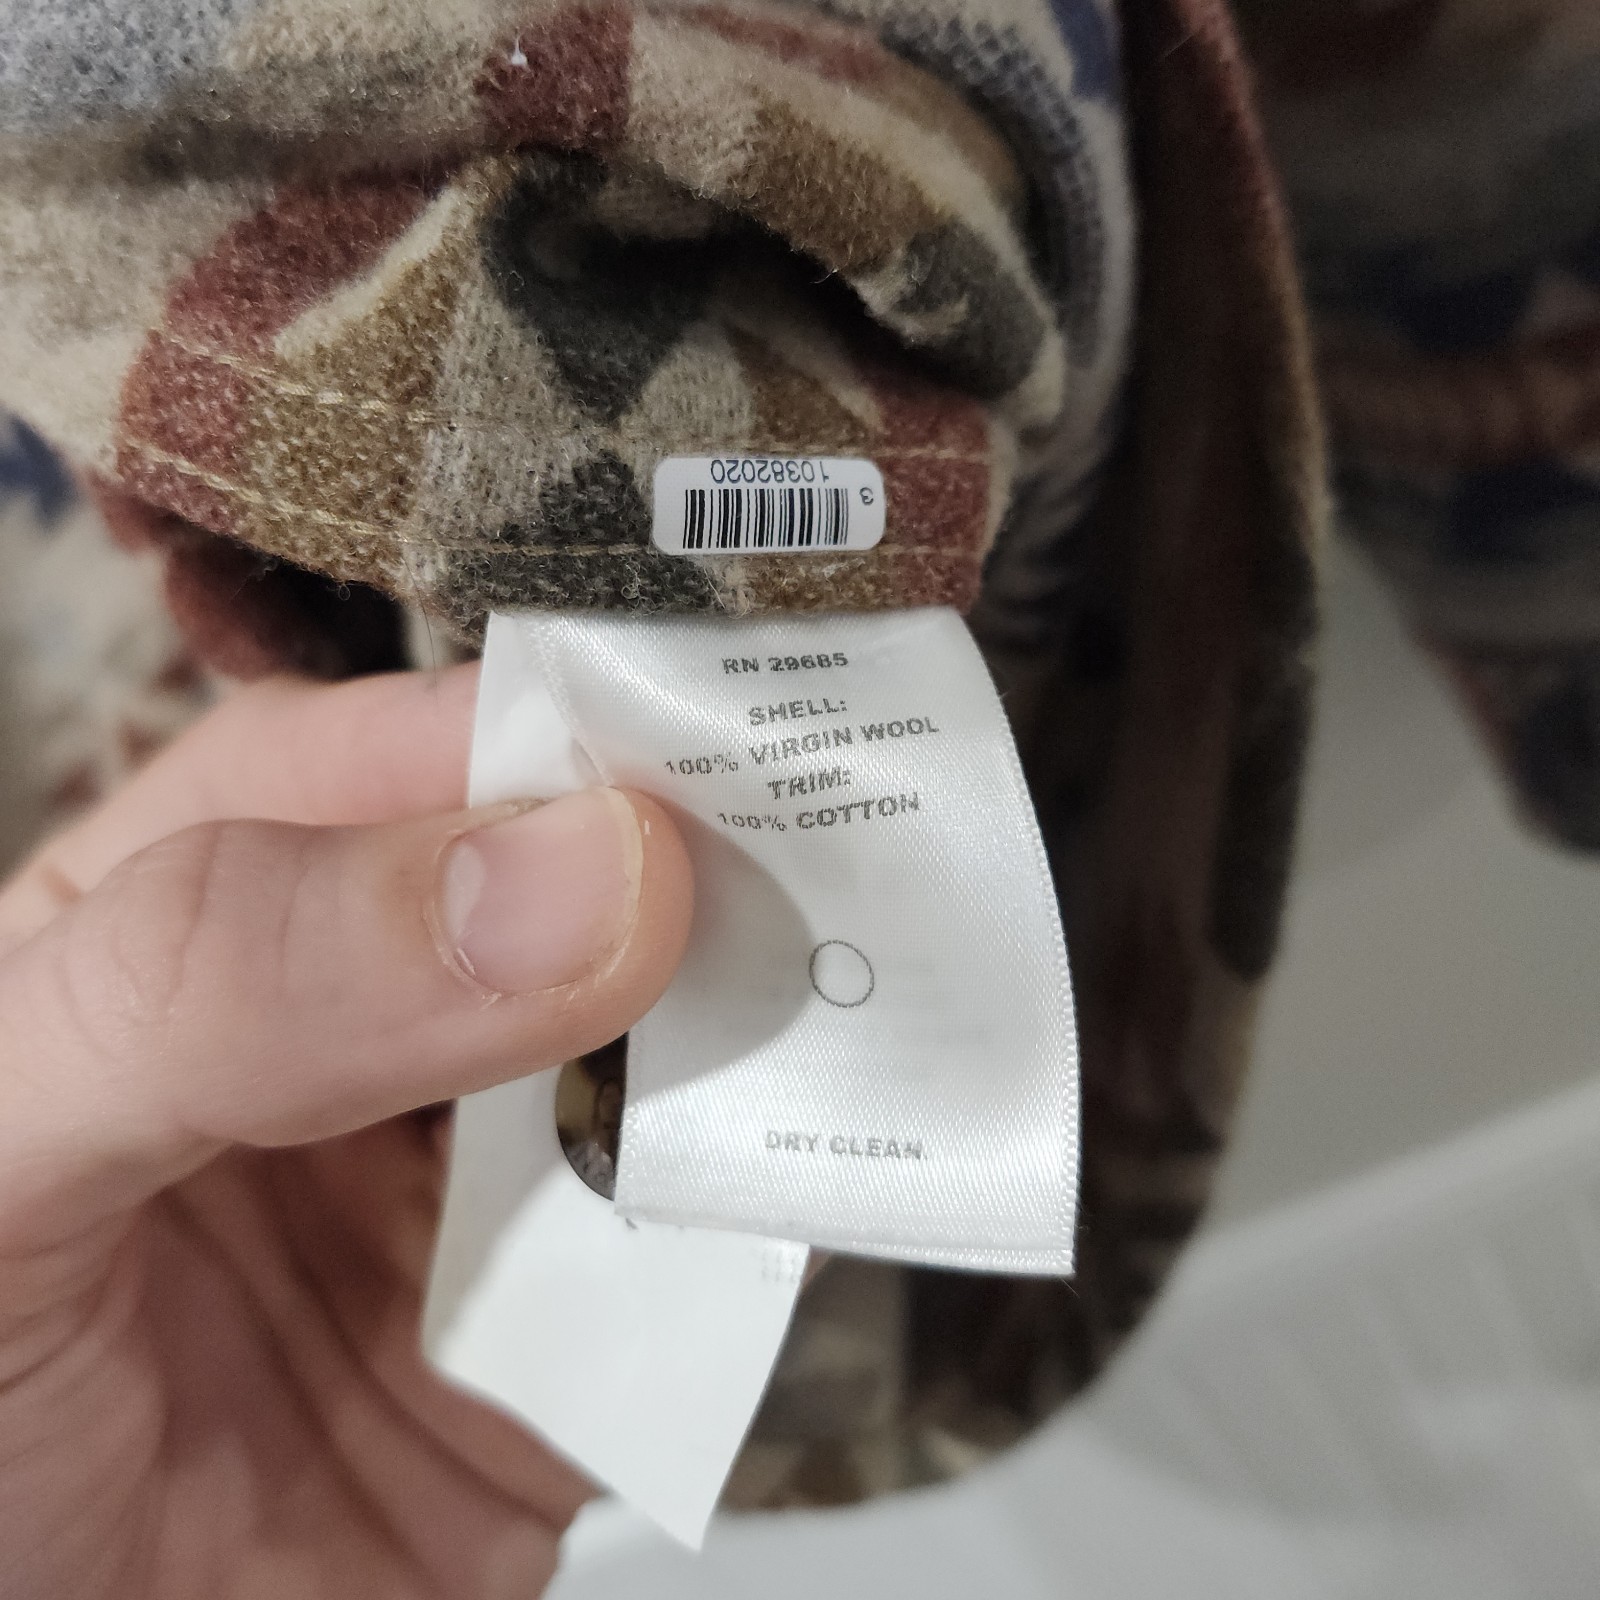 10382020
3
RN 29685
SHELL:
100% VIRGIN WOOL
TRIM:
100% COTTON
DRY CLEAN.